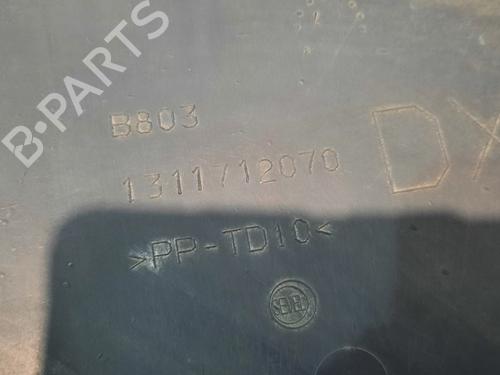 B-PARTS
B803
1311712070
DX
>PP-TD10<